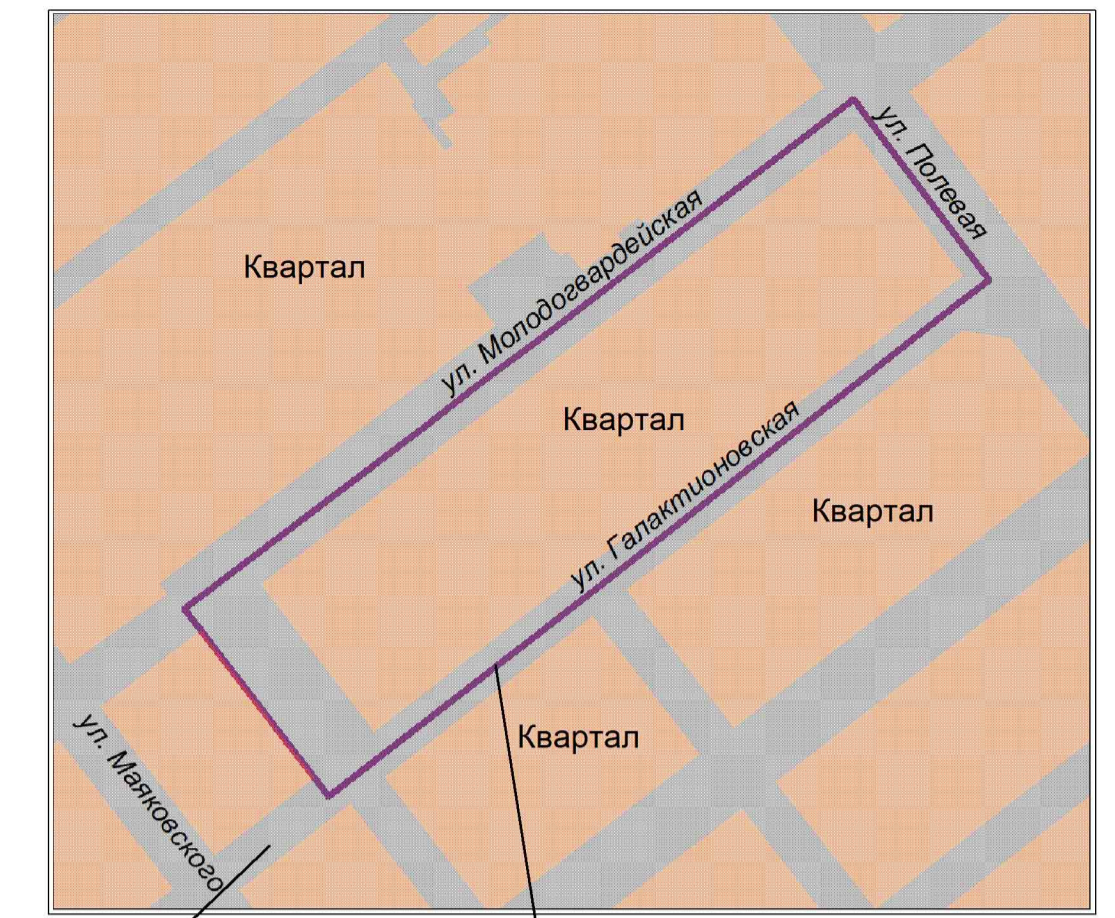 ул. Полевая
Квартал
ул. Молодогвардейская
Квартал
ул. Галактионовская
Квартал
Квартал
ул. Маяковского